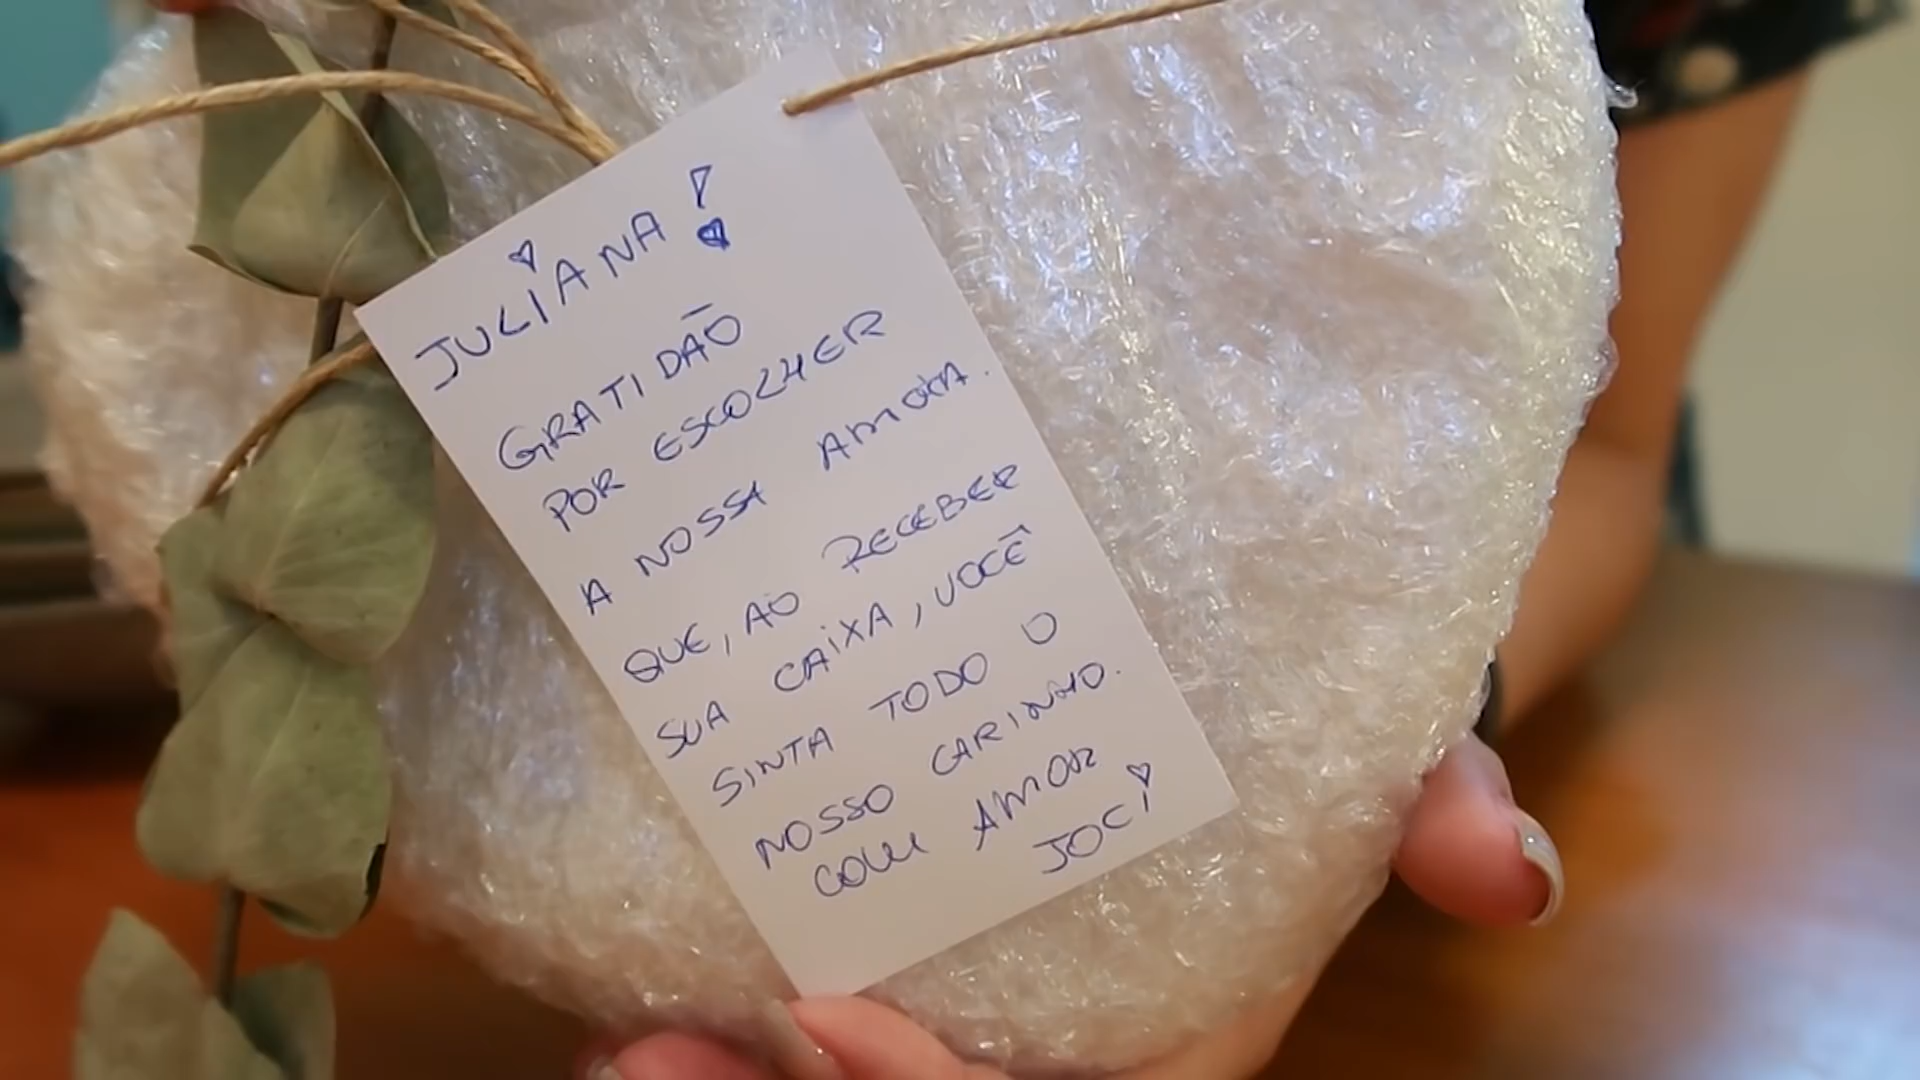 JULIANA!
GRATIDÃO
POR ESCOLHER
A NOSSA AMORA.
QUE, AO RECEBER
SUA CAIXA, VOCÊ
SINTA TODO O
NOSSO CARINHO.
COM AMOR
JOCI